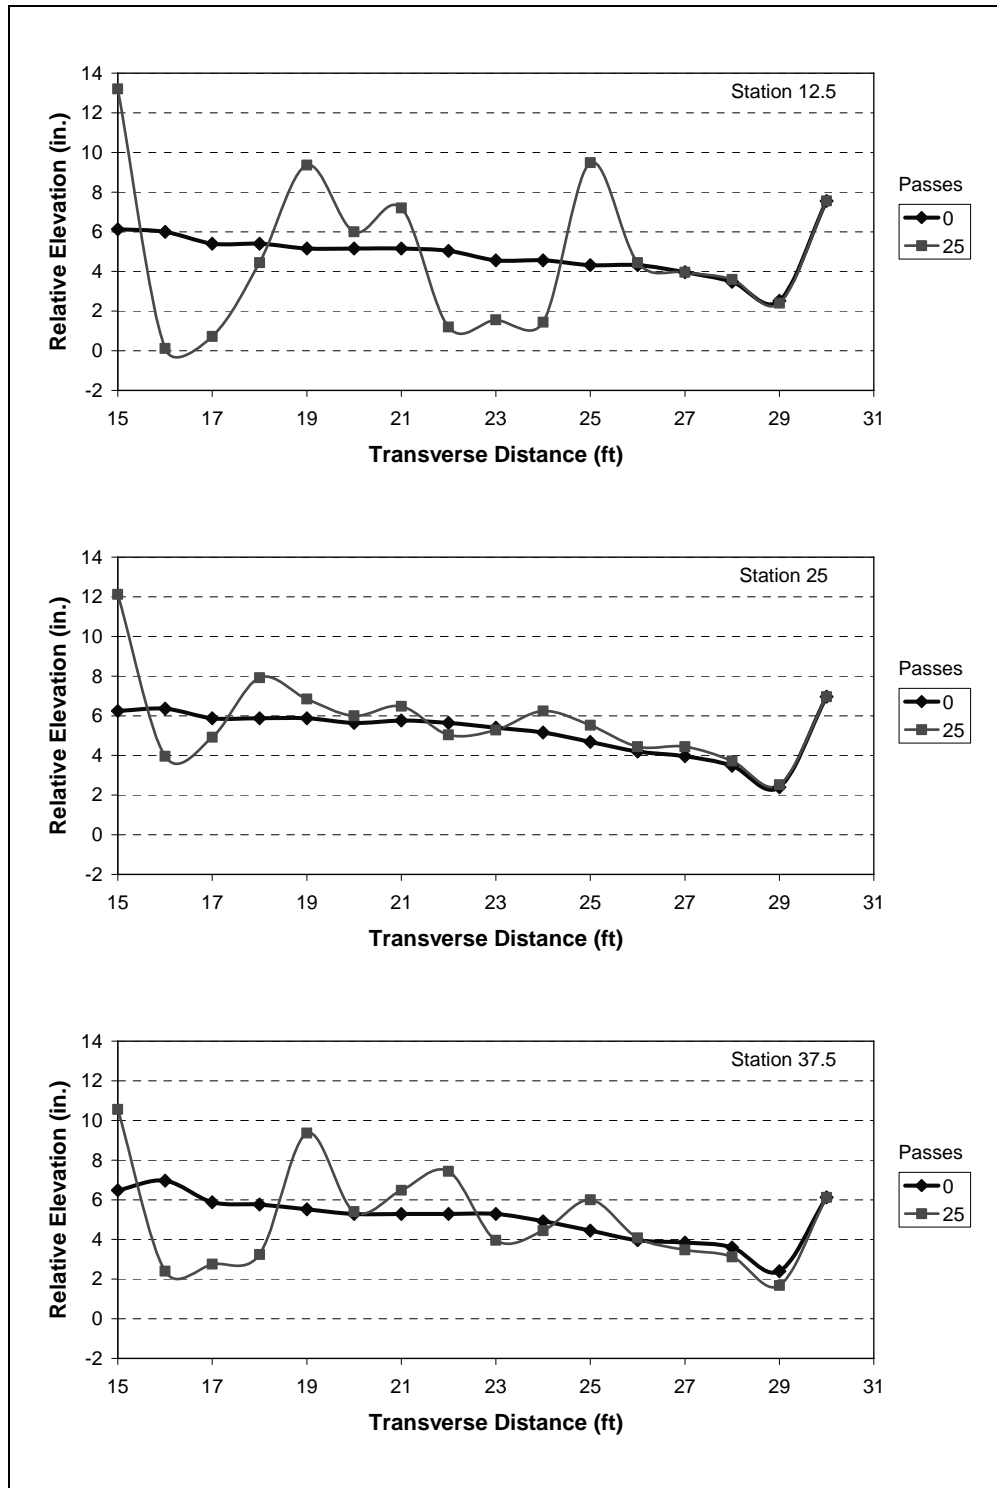 Station 12.5
14
12
10
8
6
4
2
0
-2
Relative Elevation (in.)
15 17 19 21 23 25 27 29 31
Transverse Distance (ft)
Passes
0
25
Station 25
14
12
10
8
6
4
2
0
-2
Relative Elevation (in.)
15 17 19 21 23 25 27 29 31
Transverse Distance (ft)
Passes
0
25
Station 37.5
14
12
10
8
6
4
2
0
-2
Relative Elevation (in.)
15 17 19 21 23 25 27 29 31
Transverse Distance (ft)
Passes
0
25